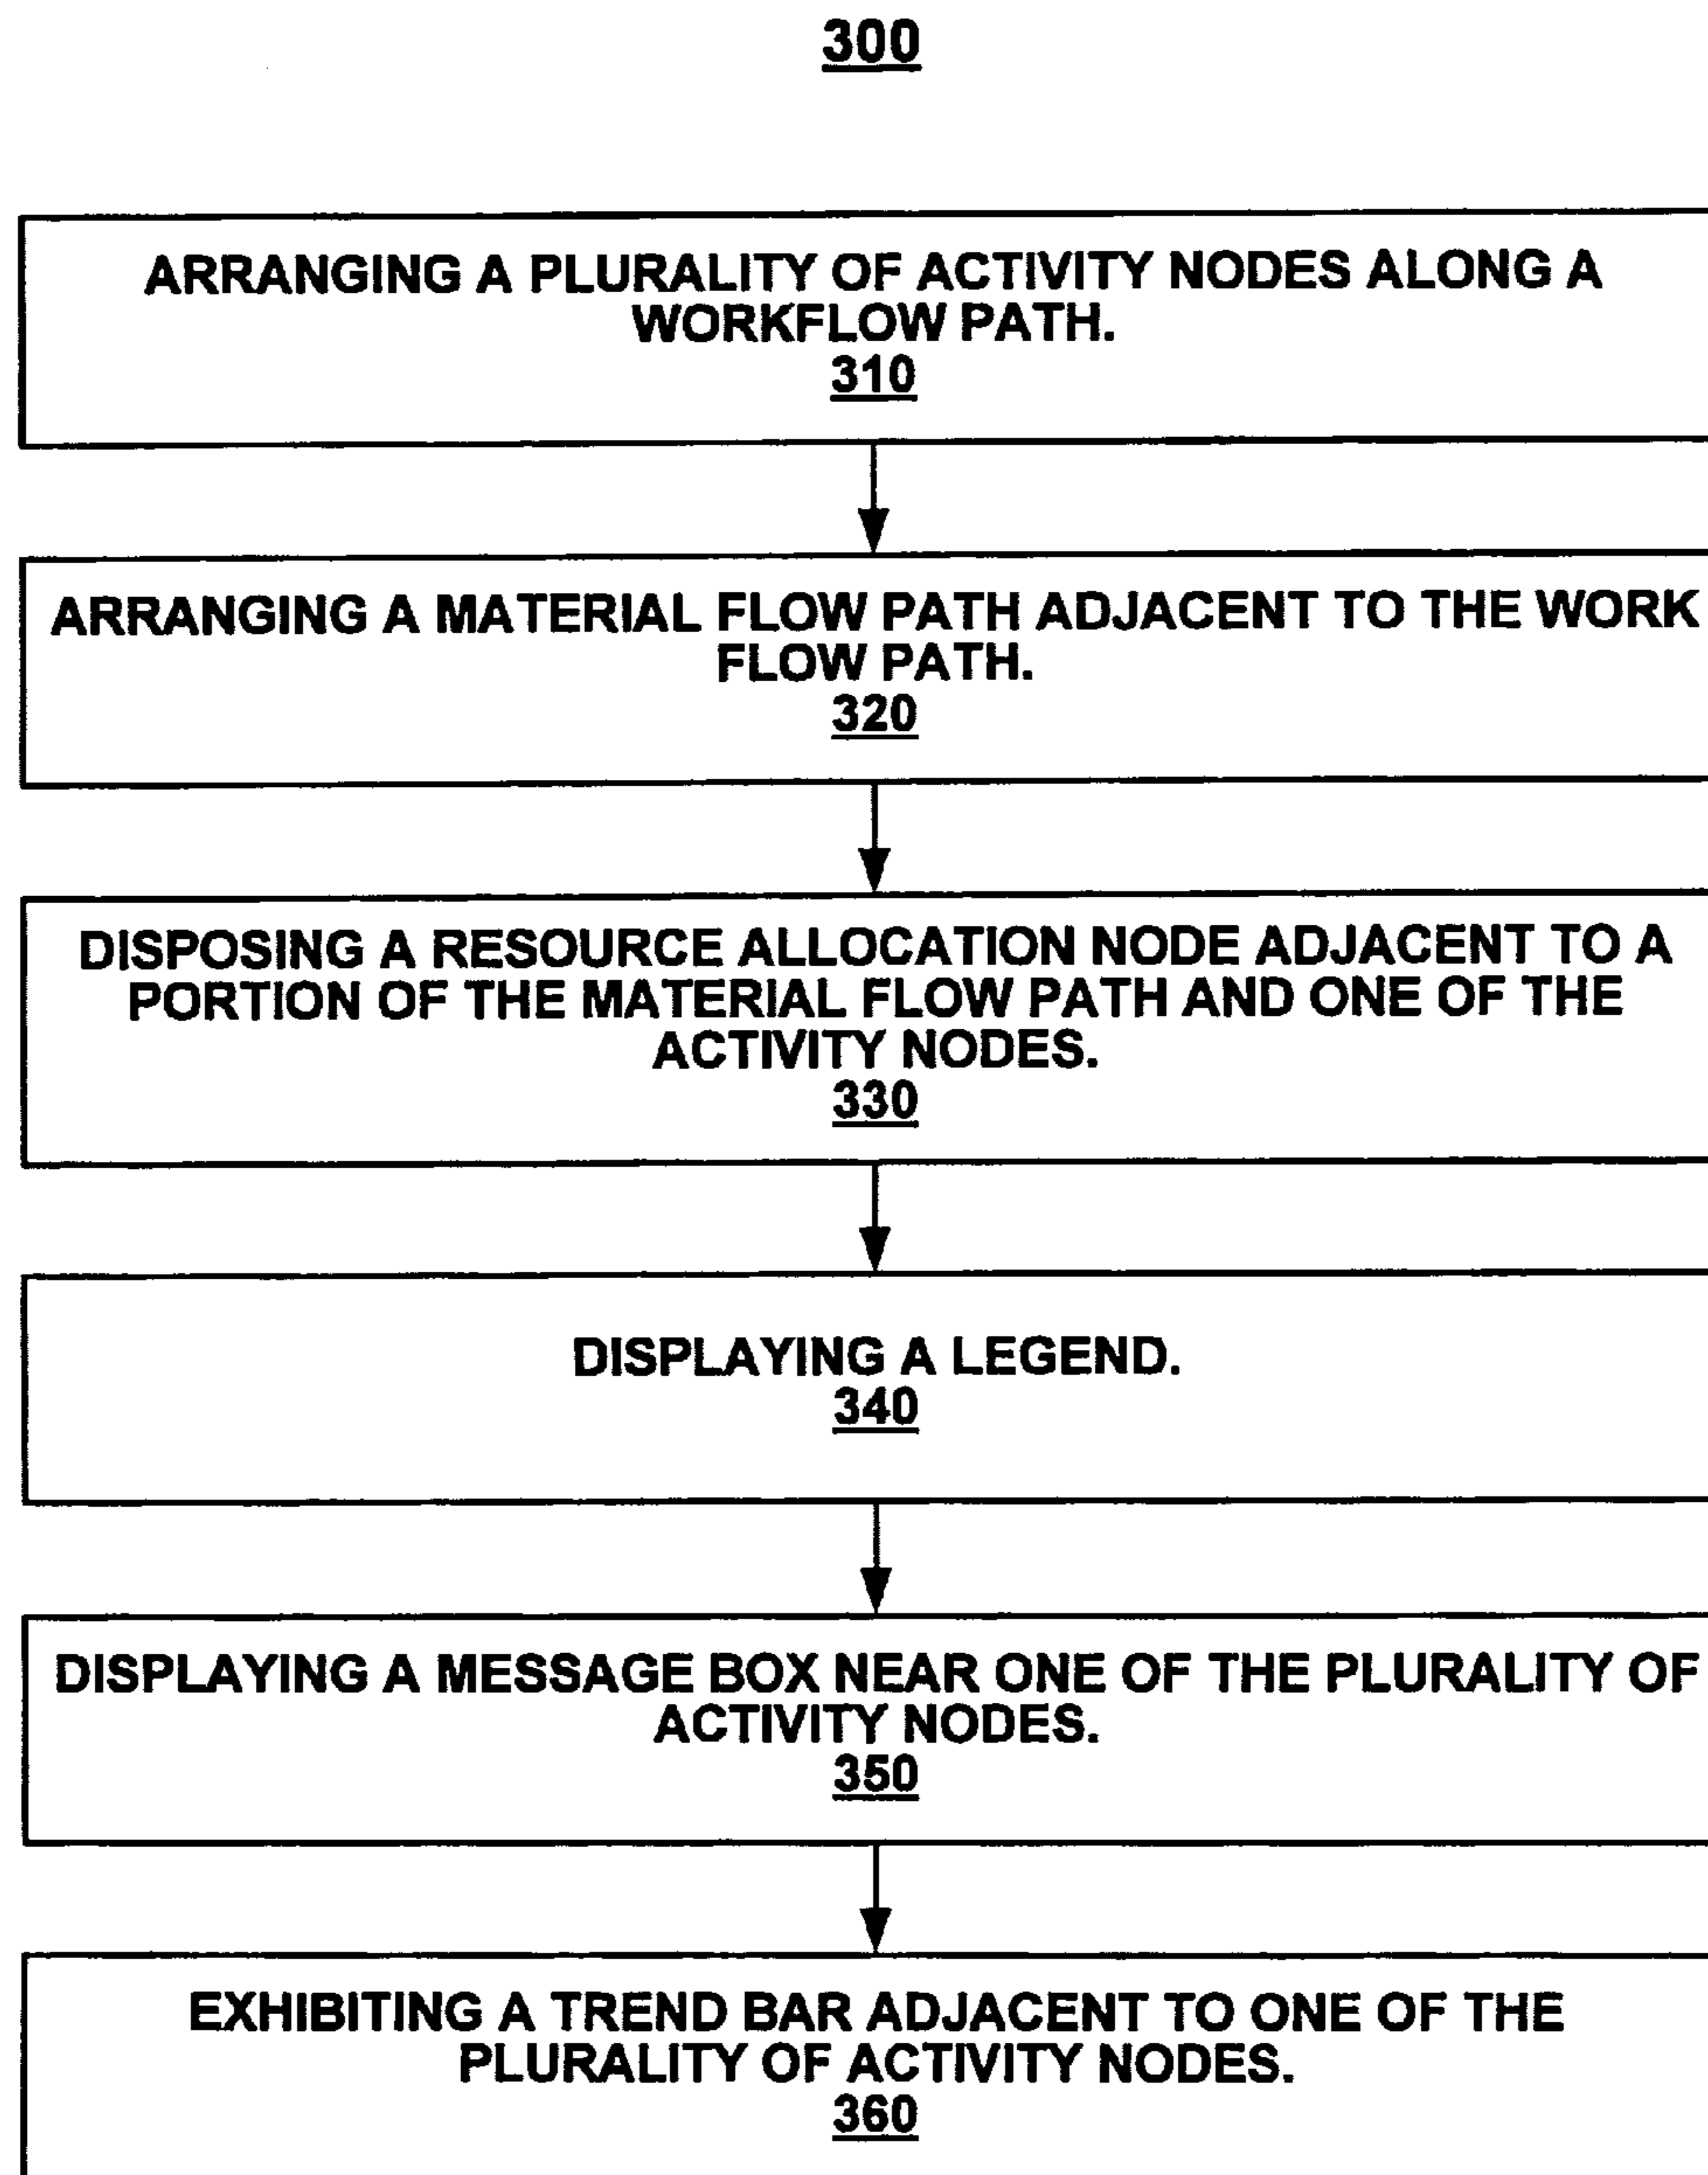 300
ARRANGING A PLURALITY OF ACTIVITY NODES ALONG A
WORKFLOW PATH.
310
ARRANGING A MATERIAL FLOW PATH ADJACENT TO THE WORK
FLOW PATH.
320
DISPOSING A RESOURCE ALLOCATION NODE ADJACENT TO A
PORTION OF THE MATERIAL FLOW PATH AND ONE OF THE
ACTIVITY NODES.
330
DISPLAYING A LEGEND.
340
DISPLAYING A MESSAGE BOX NEAR ONE OF THE PLURALITY OF
ACTIVITY NODES.
350
EXHIBITING A TREND BAR ADJACENT TO ONE OF THE
PLURALITY OF ACTIVITY NODES.
360